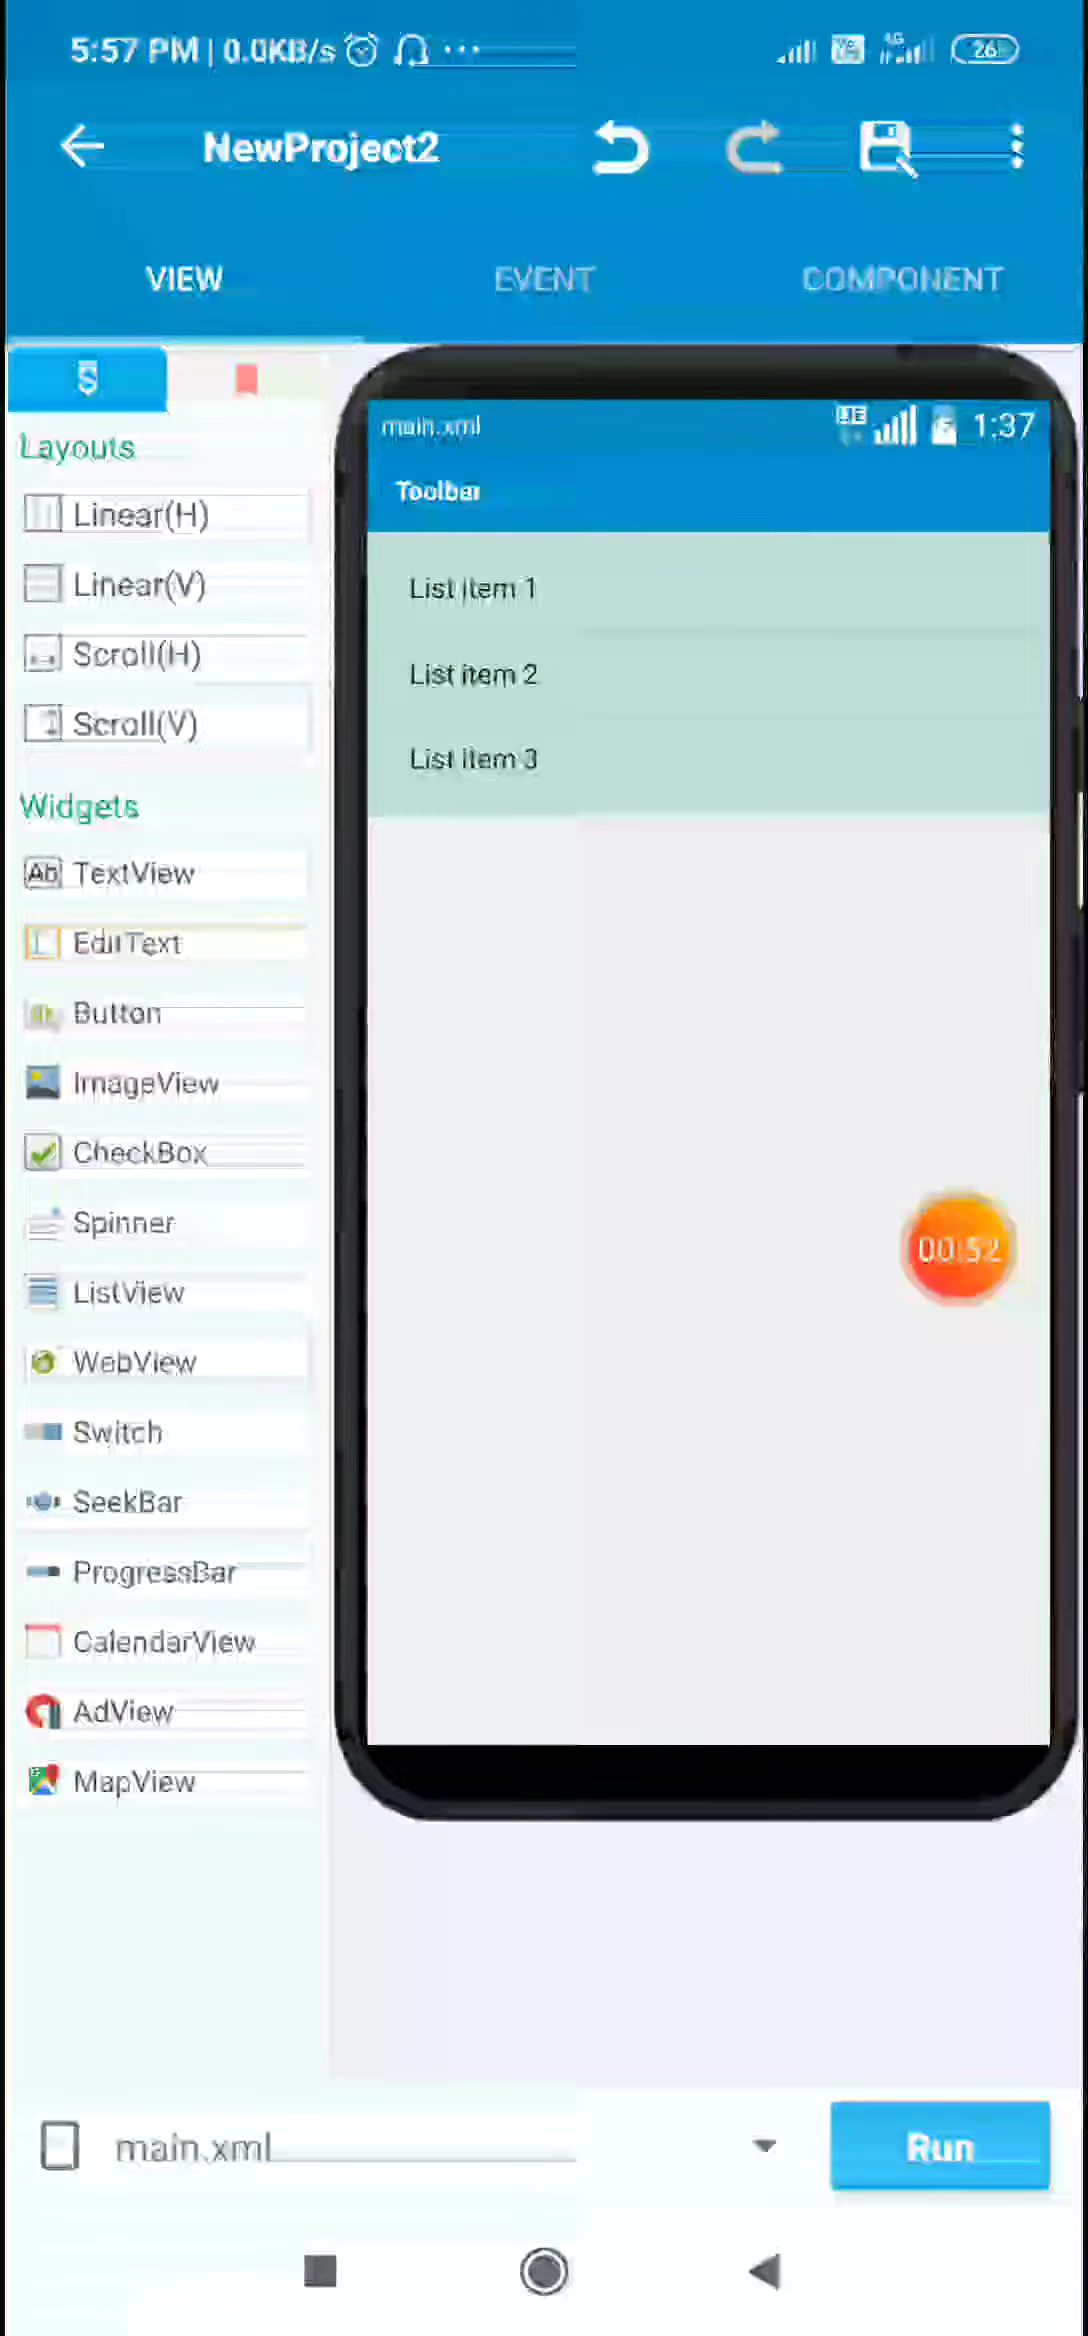 5:57 PM | 0.0KB/s ...
4G 26
NewProject2
VIEW EVENT COMPONENT
main.xml 1:37
Toolbar
Layouts
Linear(H)
Linear(V)
Scroll(H)
Scroll(V)
Widgets
Ab TextView
EditText
Button
ImageView
CheckBox
Spinner
ListView
WebView
Switch
SeekBar
ProgressBar
CalendarView
AdView
MapView
List item 1
List item 2
List item 3
00:52
main.xml
Run